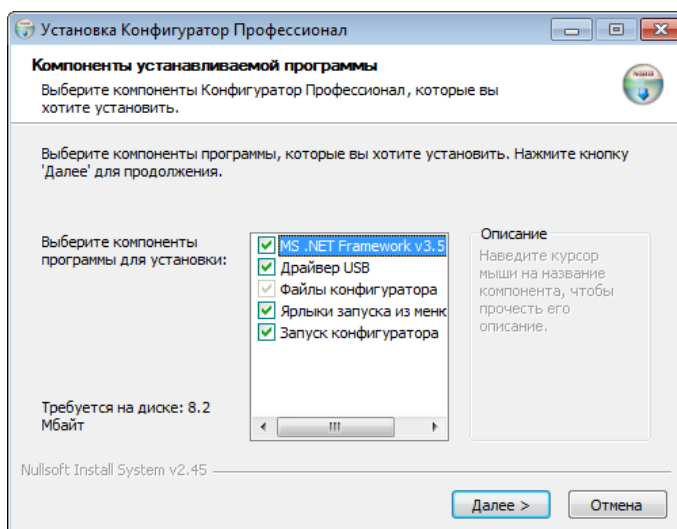 Установка Конфигуратор Профессионал
Компоненты устанавливаемой программы
Выберите компоненты Конфигуратор Профессионал, которые вы
хотите установить.
Выберите компоненты программы, которые вы хотите установить. Нажмите кнопку
'Далее' для продолжения.
Выберите компоненты
программы для установки:
MS .NET Framework v3.5
Драйвер USB
Файлы конфигуратора
Ярлыки запуска из менк
Запуск конфигуратора
Описание
Наведите курсор
мыши на название
компонента, чтобы
прочесть его
описание.
Требуется на диске: 8.2
Мбайт
Nullsoft Install System v2.45
Далее >
Отмена